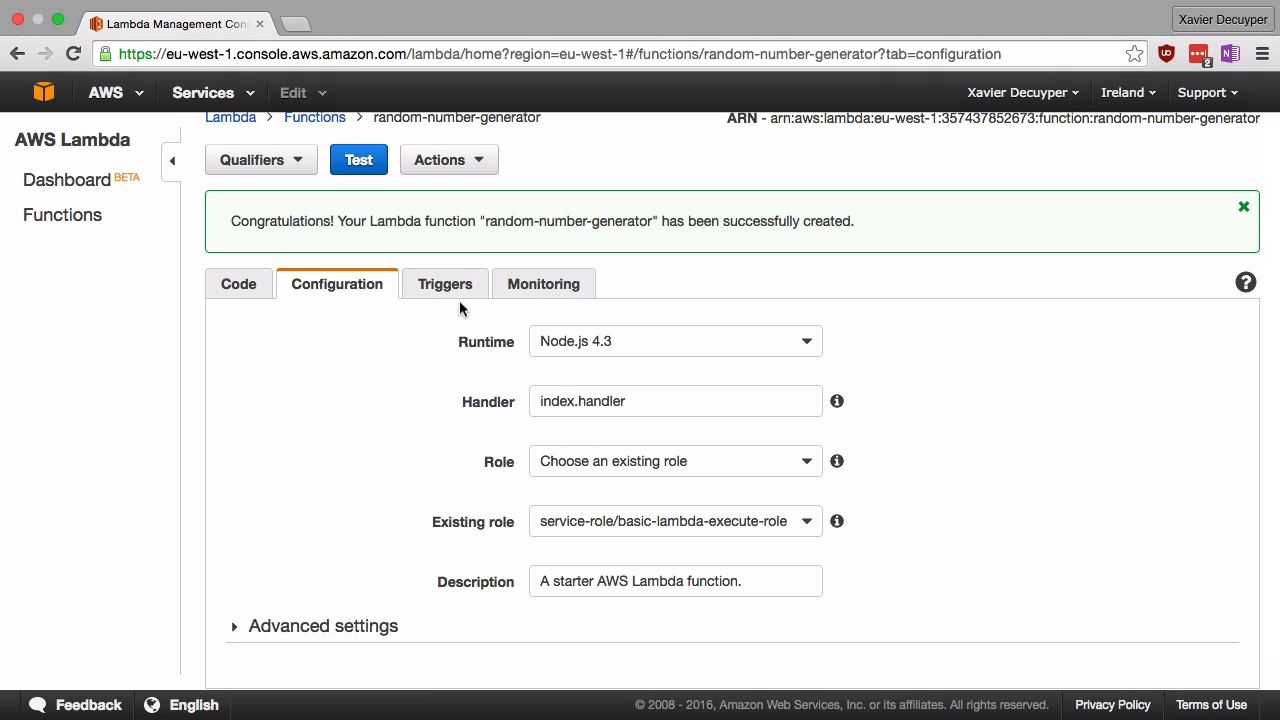 Lambda Management Con
Xavier Decuyper
https://eu-west-1.console.aws.amazon.com/lambda/home?region=eu-west-1#/functions/random-number-generator?tab=configuration
2
AWS Services Edit Xavier Decuyper Ireland Support
Lambda > Functions > random-number-generator
ARN - arn:aws:lambda:eu-west-1:357437852673:function:random-number-generator
AWS Lambda
Dashboard BETA
Functions
Qualifiers Test Actions
Congratulations! Your Lambda function "random-number-generator" has been successfully created.
Code Configuration Triggers Monitoring
Runtime Node.js 4.3
Handler index.handler
Role Choose an existing role
Existing role service-role/basic-lambda-execute-role
Description A starter AWS Lambda function.
Advanced settings
Feedback English © 2008 - 2016, Amazon Web Services, Inc. or its affiliates. All rights reserved. Privacy Policy Terms of Use